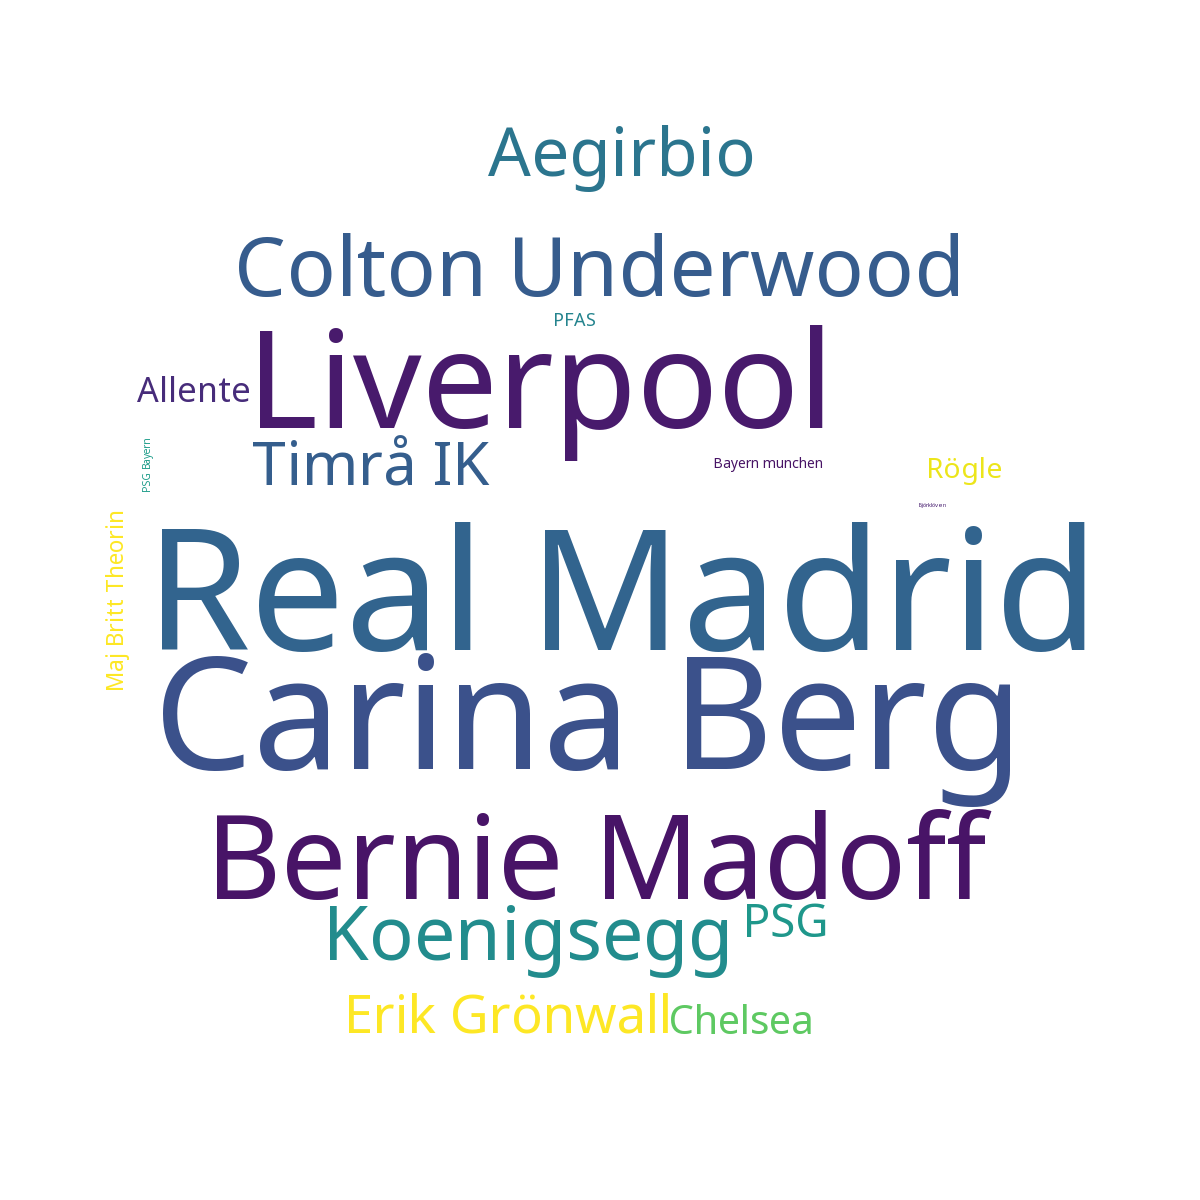 Aegirbio
Colton Underwood
PFAS
Liverpool
Allente
Timrå IK
PSG Bayern
Bayern munchen
Rögle
Björklöven
Maj Britt Theorin
Real Madrid
Carina Berg
Bernie Madoff
Koenigsegg
PSG
Erik Grönwall
Chelsea